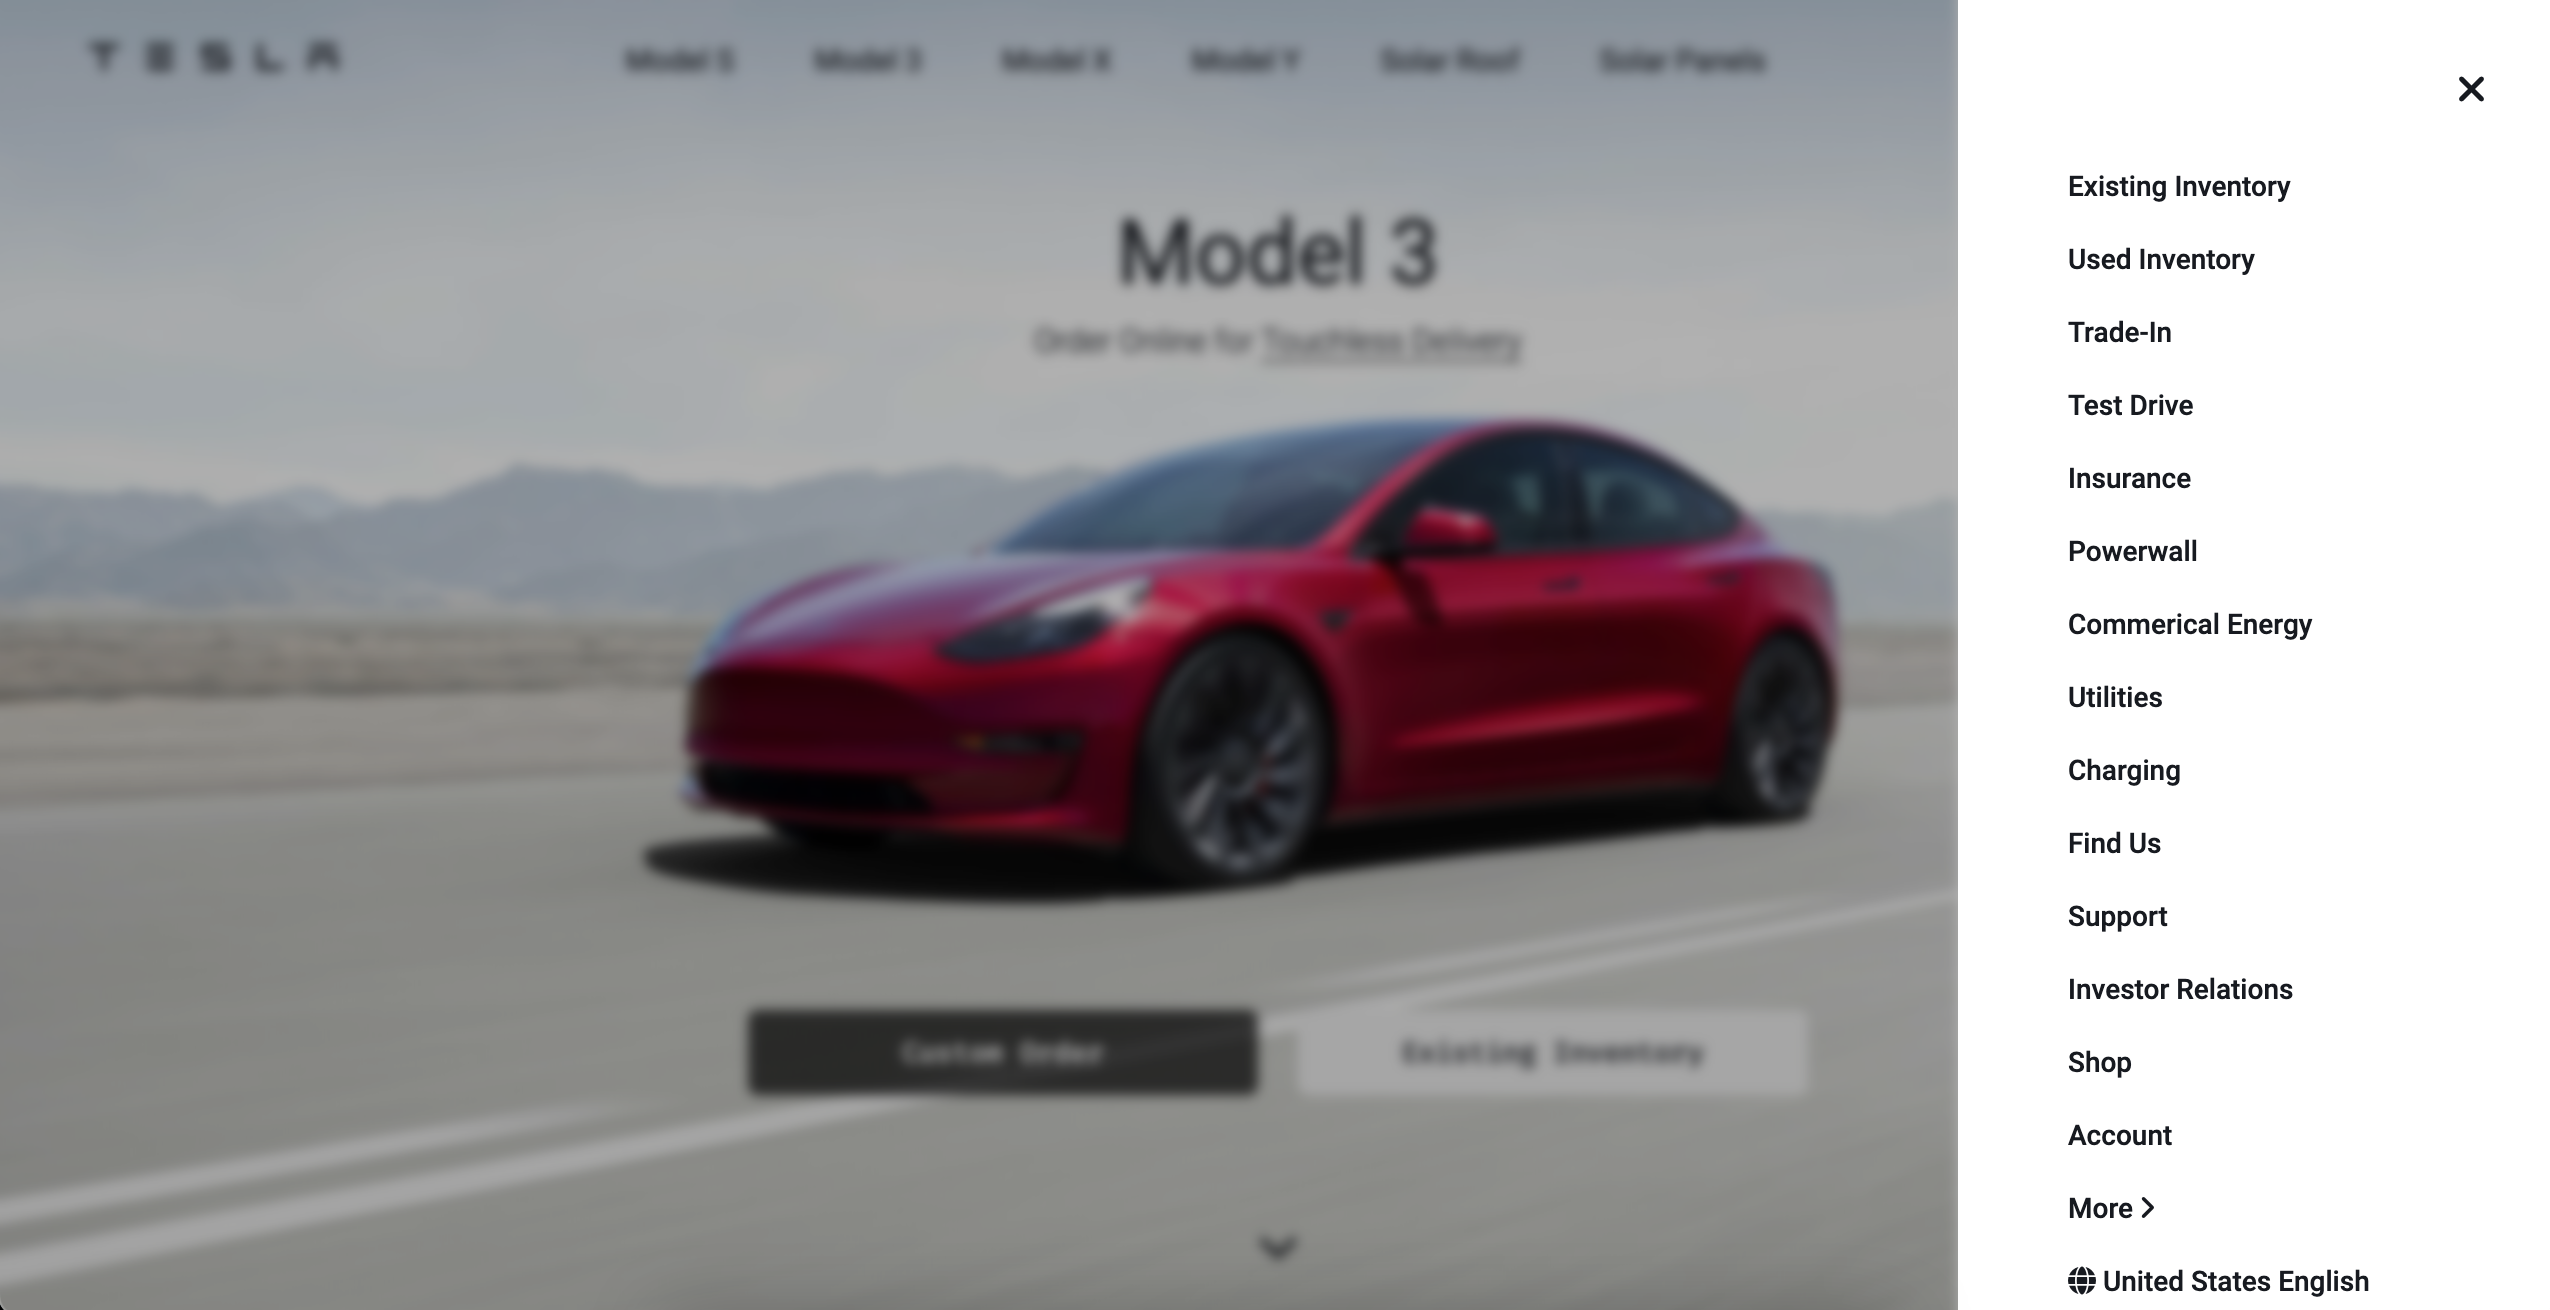 TESLA
Model S
Model 3
Model X
Model Y
Solar Roof
Solar Panels
Model 3
Order Online for Touchless Delivery
Custom Order
Existing Inventory
Existing Inventory
Used Inventory
Trade-In
Test Drive
Insurance
Powerwall
Commerical Energy
Utilities
Charging
Find Us
Support
Investor Relations
Shop
Account
More
United States English